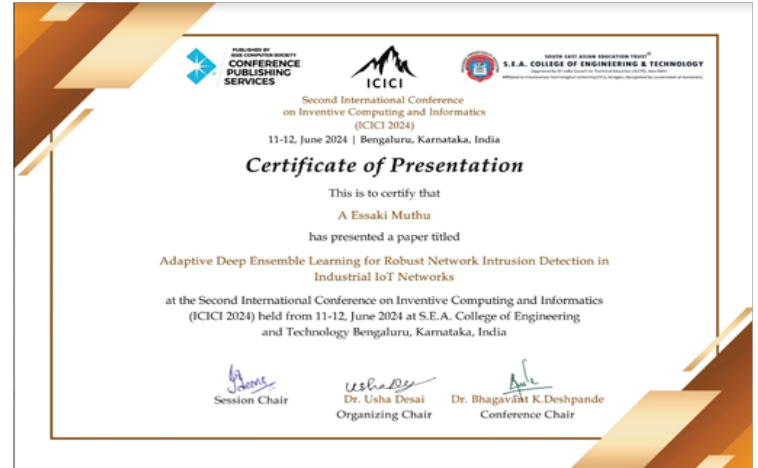 PUBLISHED BY
IEEE COMPUTER SOCIETY
CONFERENCE
PUBLISHING
SERVICES
ICICI
SOUTH EAST ASIAN EDUCATION TRUST®
S.E.A. COLLEGE OF ENGINEERING & TECHNOLOGY
Second International Conference
on Inventive Computing and Informatics
(ICICI 2024)
11-12, June 2024 | Bengaluru, Karnataka, India
Certificate of Presentation
This is to certify that
A Essaki Muthu
has presented a paper titled
Adaptive Deep Ensemble Learning for Robust Network Intrusion Detection in
Industrial IoT Networks
at the Second International Conference on Inventive Computing and Informatics
(ICICI 2024) held from 11-12, June 2024 at S.E.A. College of Engineering
and Technology Bengaluru, Karnataka, India
Session Chair
Dr. Usha Desai
Organizing Chair
Dr. Bhagavant K.Deshpande
Conference Chair